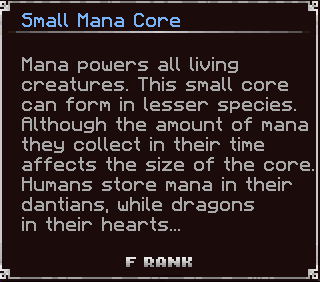 Small Mana Core
Mana powers all living
creatures. This small core
can form in lesser species.
Although the amount of mana
they collect in their time
affects the size of the core.
Humans store mana in their
dantians, while dragons
in their hearts...
F RANK